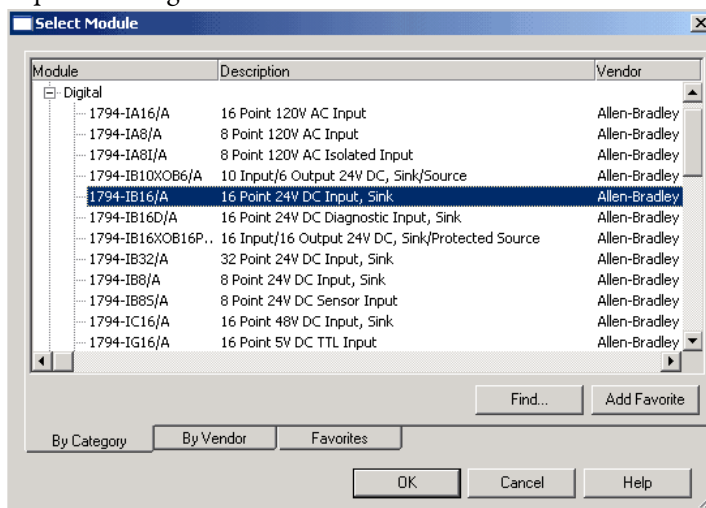 Select Module
Module Description Vendor
Digital
1794-IA16/A 16 Point 120V AC Input Allen-Bradley
1794-IA8/A 8 Point 120V AC Input Allen-Bradley
1794-IA8I/A 8 Point 120V AC Isolated Input Allen-Bradley
1794-IB10XOB6/A 10 Input/6 Output 24V DC, Sink/Source Allen-Bradley
1794-IB16/A 16 Point 24V DC Input, Sink Allen-Bradley
1794-IB16D/A 16 Point 24V DC Diagnostic Input, Sink Allen-Bradley
1794-IB16XOB16P.. 16 Input/16 Output 24V DC, Sink/Protected Source Allen-Bradley
1794-IB32/A 32 Point 24V DC Input, Sink Allen-Bradley
1794-IB8/A 8 Point 24V DC Input, Sink Allen-Bradley
1794-IB8S/A 8 Point 24V DC Sensor Input Allen-Bradley
1794-IC16/A 16 Point 48V DC Input, Sink Allen-Bradley
1794-IG16/A 16 Point 5V DC TTL Input Allen-Bradley
Find... Add Favorite
By Category By Vendor Favorites
OK Cancel Help